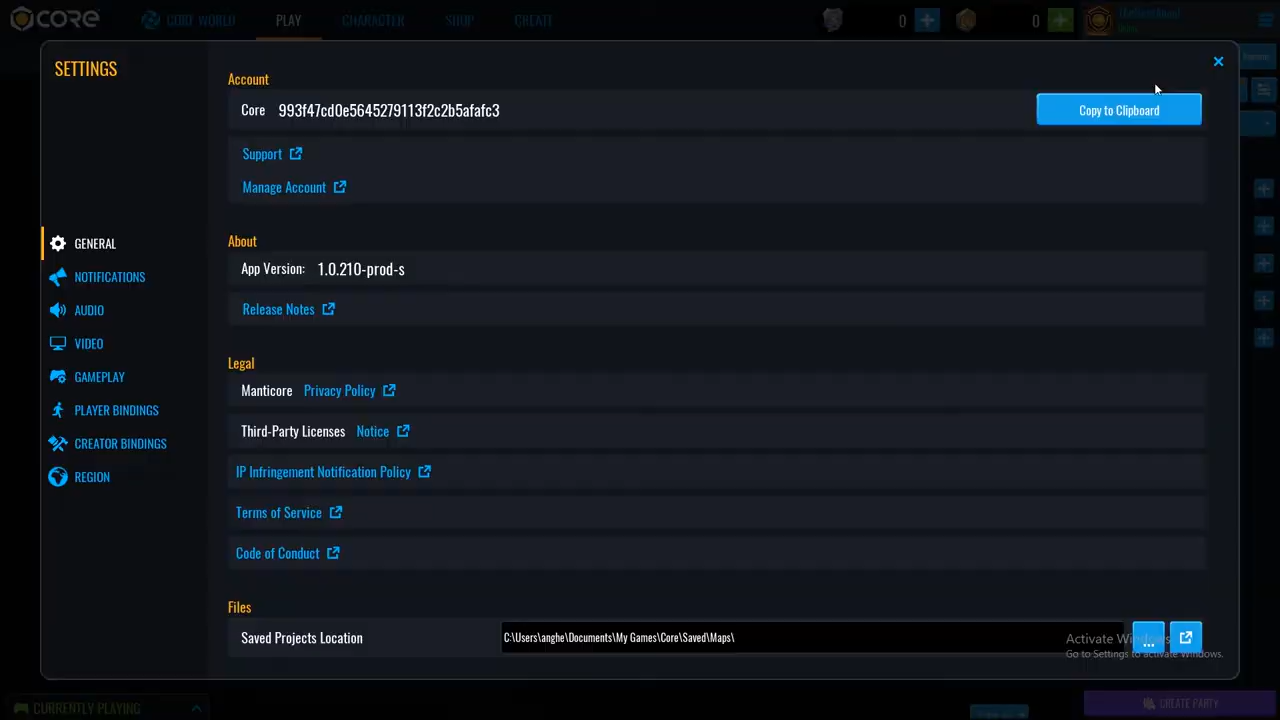 CORE
CORE WORLD
PLAY
CHARACTER
SHOP
CREATE
0
0
SETTINGS
Account
Core 993f47cd0e5645279113f2c2b5afafc3
Copy to Clipboard
Support
Manage Account
GENERAL
NOTIFICATIONS
AUDIO
VIDEO
GAMEPLAY
PLAYER BINDINGS
CREATOR BINDINGS
REGION
About
App Version: 1.0.210-prod-s
Release Notes
Legal
Manticore Privacy Policy
Third-Party Licenses Notice
IP Infringement Notification Policy
Terms of Service
Code of Conduct
Files
Saved Projects Location C:\Users\anghe\Documents\My Games\Core\Saved\Maps\
...
Activate Windows
Go to Settings to activate Windows.
CURRENTLY PLAYING
CREATE PARTY